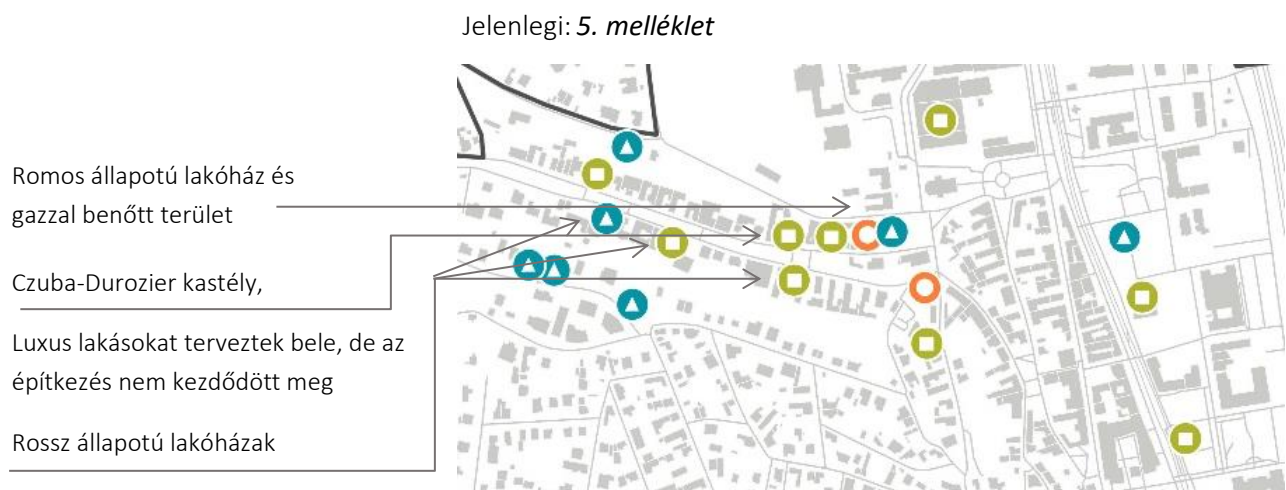 Jelenlegi: 5. melléklet
Romos állapotú lakóház és
gazzal benőtt terület
Czuba-Durozier kastély,
Luxus lakásokat terveztek bele, de az
építkezés nem kezdődött meg
Rossz állapotú lakóházak